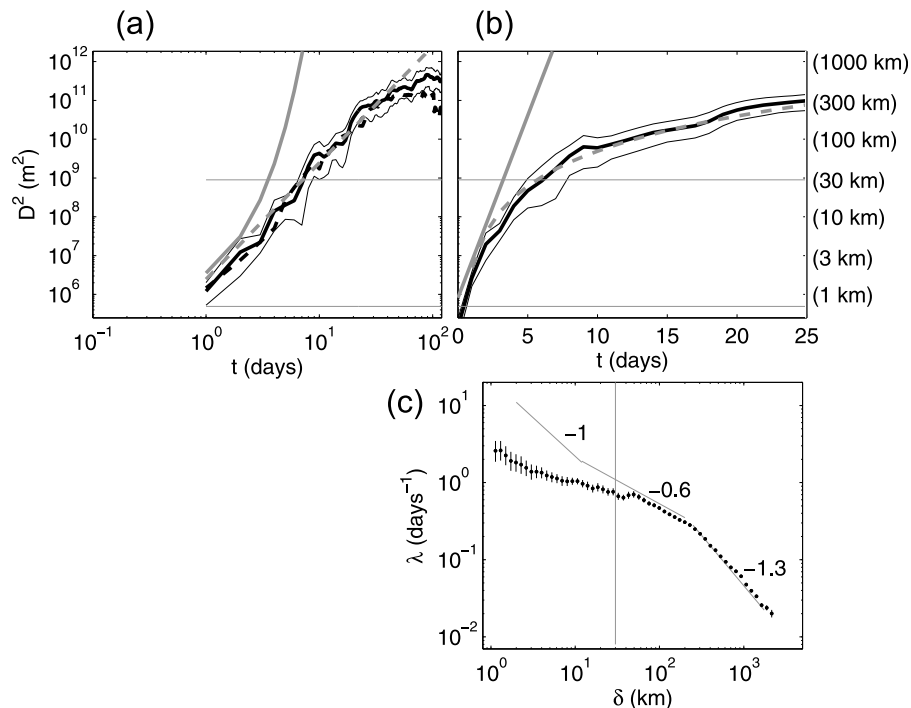 (a)
(b)
10^12
10^11
10^10
10^9
10^8
10^7
10^6
D^2 (m^2)
10^−1
10^0
10^1
10^2
t (days)
0
5
10
15
20
25
t (days)
(1000 km)
(300 km)
(100 km)
(30 km)
(10 km)
(3 km)
(1 km)
(c)
10^1
10^0
10^−1
10^−2
λ (days^−1)
−1
−0.6
−1.3
10^0
10^1
10^2
10^3
δ (km)